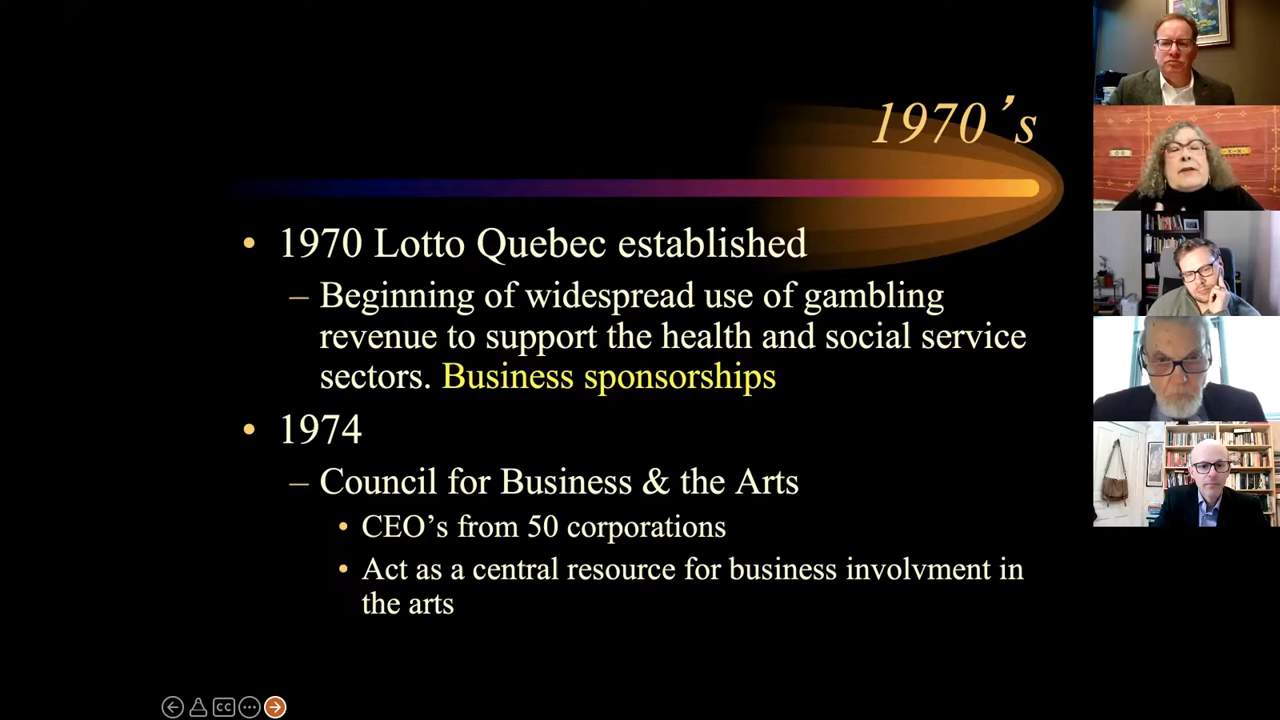 1970's
• 1970 Lotto Quebec established
– Beginning of widespread use of gambling
revenue to support the health and social service
sectors. Business sponsorships
• 1974
– Council for Business & the Arts
• CEO's from 50 corporations
• Act as a central resource for business involvment in
the arts
CC